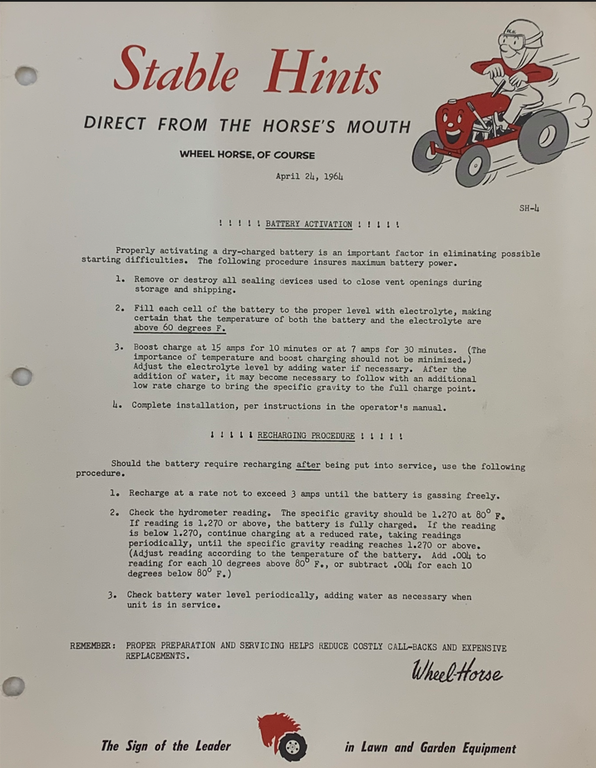 Stable Hints
DIRECT FROM THE HORSE'S MOUTH
WHEEL HORSE, OF COURSE
April 24, 1964
SH-4
! ! ! ! ! BATTERY ACTIVATION ! ! ! ! !
Properly activating a dry-charged battery is an important factor in eliminating possible
starting difficulties. The following procedure insures maximum battery power.
1. Remove or destroy all sealing devices used to close vent openings during
storage and shipping.
2. Fill each cell of the battery to the proper level with electrolyte, making
certain that the temperature of both the battery and the electrolyte are
above 60 degrees F.
3. Boost charge at 15 amps for 10 minutes or at 7 amps for 30 minutes. (The
importance of temperature and boost charging should not be minimized.)
Adjust the electrolyte level by adding water if necessary. After the
addition of water, it may become necessary to follow with an additional
low rate charge to bring the specific gravity to the full charge point.
4. Complete installation, per instructions in the operator's manual.
! ! ! ! ! RECHARGING PROCEDURE ! ! ! ! !
Should the battery require recharging after being put into service, use the following
procedure.
1. Recharge at a rate not to exceed 3 amps until the battery is gassing freely.
2. Check the hydrometer reading. The specific gravity should be 1.270 at 80° F.
If reading is 1.270 or above, the battery is fully charged. If the reading
is below 1.270, continue charging at a reduced rate, taking readings
periodically, until the specific gravity reading reaches 1.270 or above.
(Adjust reading according to the temperature of the battery. Add .004 to
reading for each 10 degrees above 80° F., or subtract .004 for each 10
degrees below 80° F.)
3. Check battery water level periodically, adding water as necessary when
unit is in service.
REMEMBER: PROPER PREPARATION AND SERVICING HELPS REDUCE COSTLY CALL-BACKS AND EXPENSIVE
REPLACEMENTS.
Wheel-Horse
The Sign of the Leader in Lawn and Garden Equipment